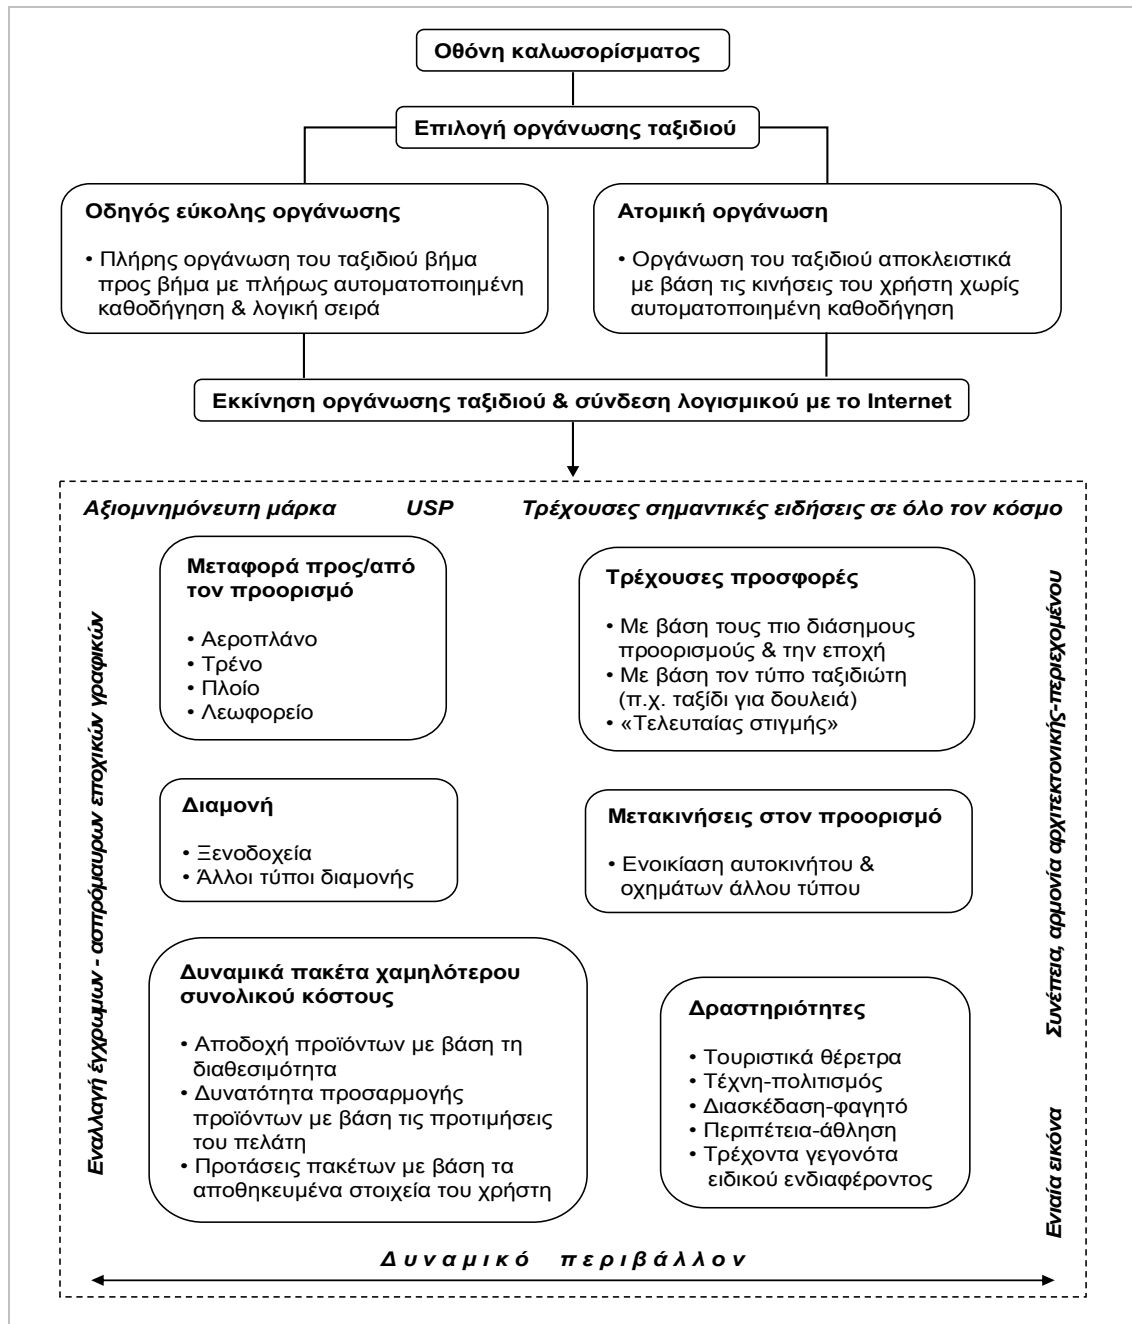 Οθόνη καλωσορίσματος
Επιλογή οργάνωσης ταξιδιού
Οδηγός εύκολης οργάνωσης
• Πλήρης οργάνωση του ταξιδιού βήμα
προς βήμα με πλήρως αυτοματοποιημένη
καθοδήγηση & λογική σειρά
Ατομική οργάνωση
• Οργάνωση του ταξιδιού αποκλειστικά
με βάση τις κινήσεις του χρήστη χωρίς
αυτοματοποιημένη καθοδήγηση
Εκκίνηση οργάνωσης ταξιδιού & σύνδεση λογισμικού με το Internet
Αξιομνημόνευτη μάρκα USP Τρέχουσες σημαντικές ειδήσεις σε όλο τον κόσμο
Εναλλαγή έγχρωμων - ασπρόμαυρων εποχικών γραφικών
Μεταφορά προς/από
τον προορισμό
• Αεροπλάνο
• Τρένο
• Πλοίο
• Λεωφορείο
Τρέχουσες προσφορές
• Με βάση τους πιο διάσημους
προορισμούς & την εποχή
• Με βάση τον τύπο ταξιδιώτη
(π.χ. ταξίδι για δουλειά)
• «Τελευταίας στιγμής»
Διαμονή
• Ξενοδοχεία
• Άλλοι τύποι διαμονής
Μετακινήσεις στον προορισμό
• Ενοικίαση αυτοκινήτου &
οχημάτων άλλου τύπου
Δυναμικά πακέτα χαμηλότερου
συνολικού κόστους
• Αποδοχή προϊόντων με βάση τη
διαθεσιμότητα
• Δυνατότητα προσαρμογής
προϊόντων με βάση τις προτιμήσεις
του πελάτη
• Προτάσεις πακέτων με βάση τα
αποθηκευμένα στοιχεία του χρήστη
Δραστηριότητες
• Τουριστικά θέρετρα
• Τέχνη-πολιτισμός
• Διασκέδαση-φαγητό
• Περιπέτεια-άθληση
• Τρέχοντα γεγονότα
ειδικού ενδιαφέροντος
Ενιαία εικόνα Συνέπεια, αρμονία αρχιτεκτονικής-περιεχομένου
Δυναμικό περιβάλλον